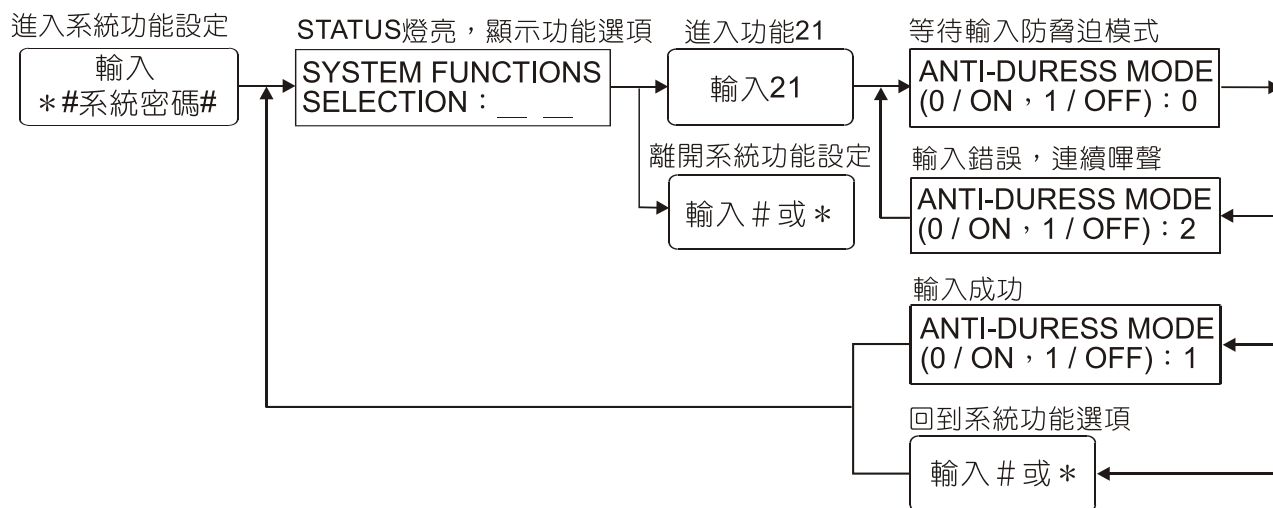 進入系統功能設定
輸入
＊#系統密碼#
STATUS燈亮，顯示功能選項
SYSTEM FUNCTIONS
SELECTION：__ __
進入功能21
輸入21
離開系統功能設定
輸入＃或＊
等待輸入防脅迫模式
ANTI-DURESS MODE
(0 / ON，1 / OFF)：0
輸入錯誤，連續嗶聲
ANTI-DURESS MODE
(0 / ON，1 / OFF)：2
輸入成功
ANTI-DURESS MODE
(0 / ON，1 / OFF)：1
回到系統功能選項
輸入＃或＊